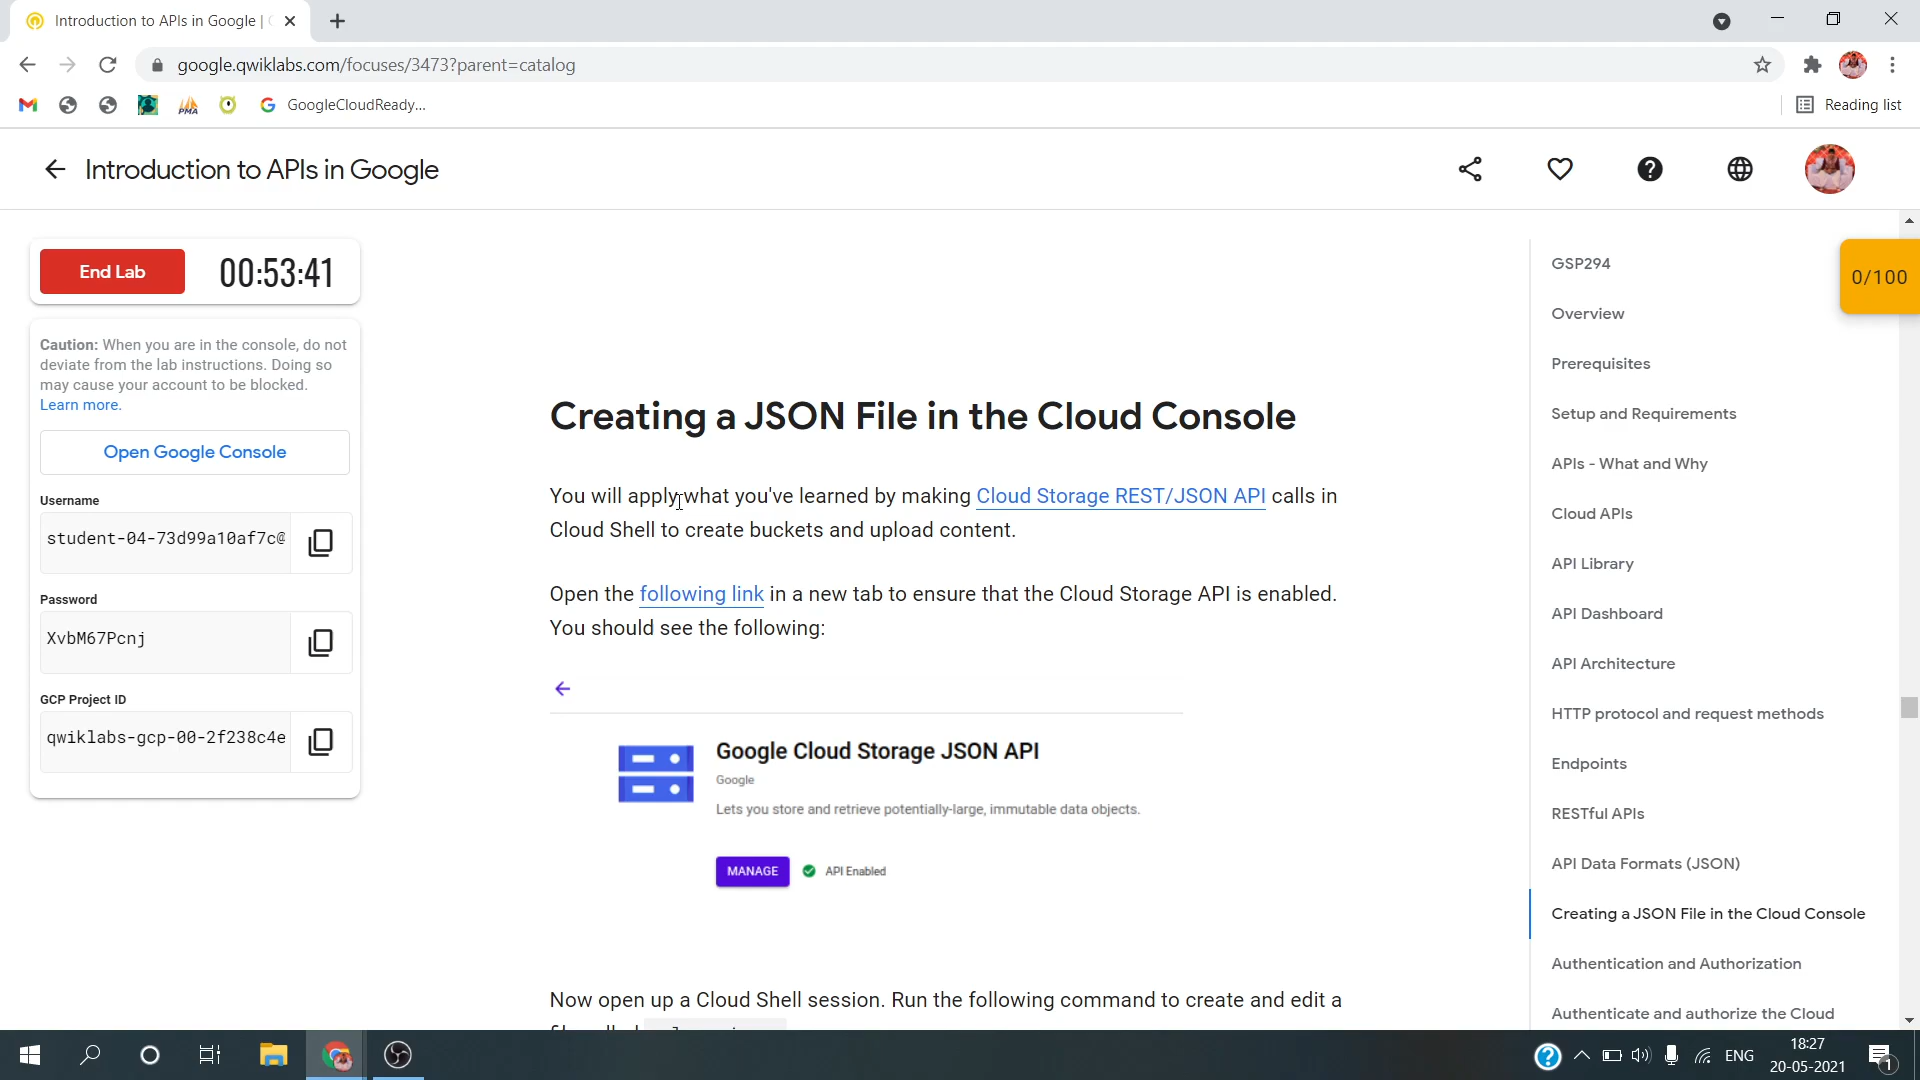 Introduction to APIs in Google |
google.qwiklabs.com/focuses/3473?parent=catalog
PMA
GoogleCloudReady...
Reading list
Introduction to APIs in Google
End Lab
00:53:41
Caution: When you are in the console, do not
deviate from the lab instructions. Doing so
may cause your account to be blocked.
Learn more.
Open Google Console
Username
student-04-73d99a10af7c@
Password
XvbM67Pcnj
GCP Project ID
qwiklabs-gcp-00-2f238c4e
Creating a JSON File in the Cloud Console
You will apply what you've learned by making Cloud Storage REST/JSON API calls in
Cloud Shell to create buckets and upload content.
Open the following link in a new tab to ensure that the Cloud Storage API is enabled.
You should see the following:
Google Cloud Storage JSON API
Google
Lets you store and retrieve potentially-large, immutable data objects.
MANAGE
API Enabled
Now open up a Cloud Shell session. Run the following command to create and edit a
GSP294
Overview
Prerequisites
Setup and Requirements
APIs - What and Why
Cloud APIs
API Library
API Dashboard
API Architecture
HTTP protocol and request methods
Endpoints
RESTful APIs
API Data Formats (JSON)
Creating a JSON File in the Cloud Console
Authentication and Authorization
Authenticate and authorize the Cloud
0/100
ENG
18:27
20-05-2021
1